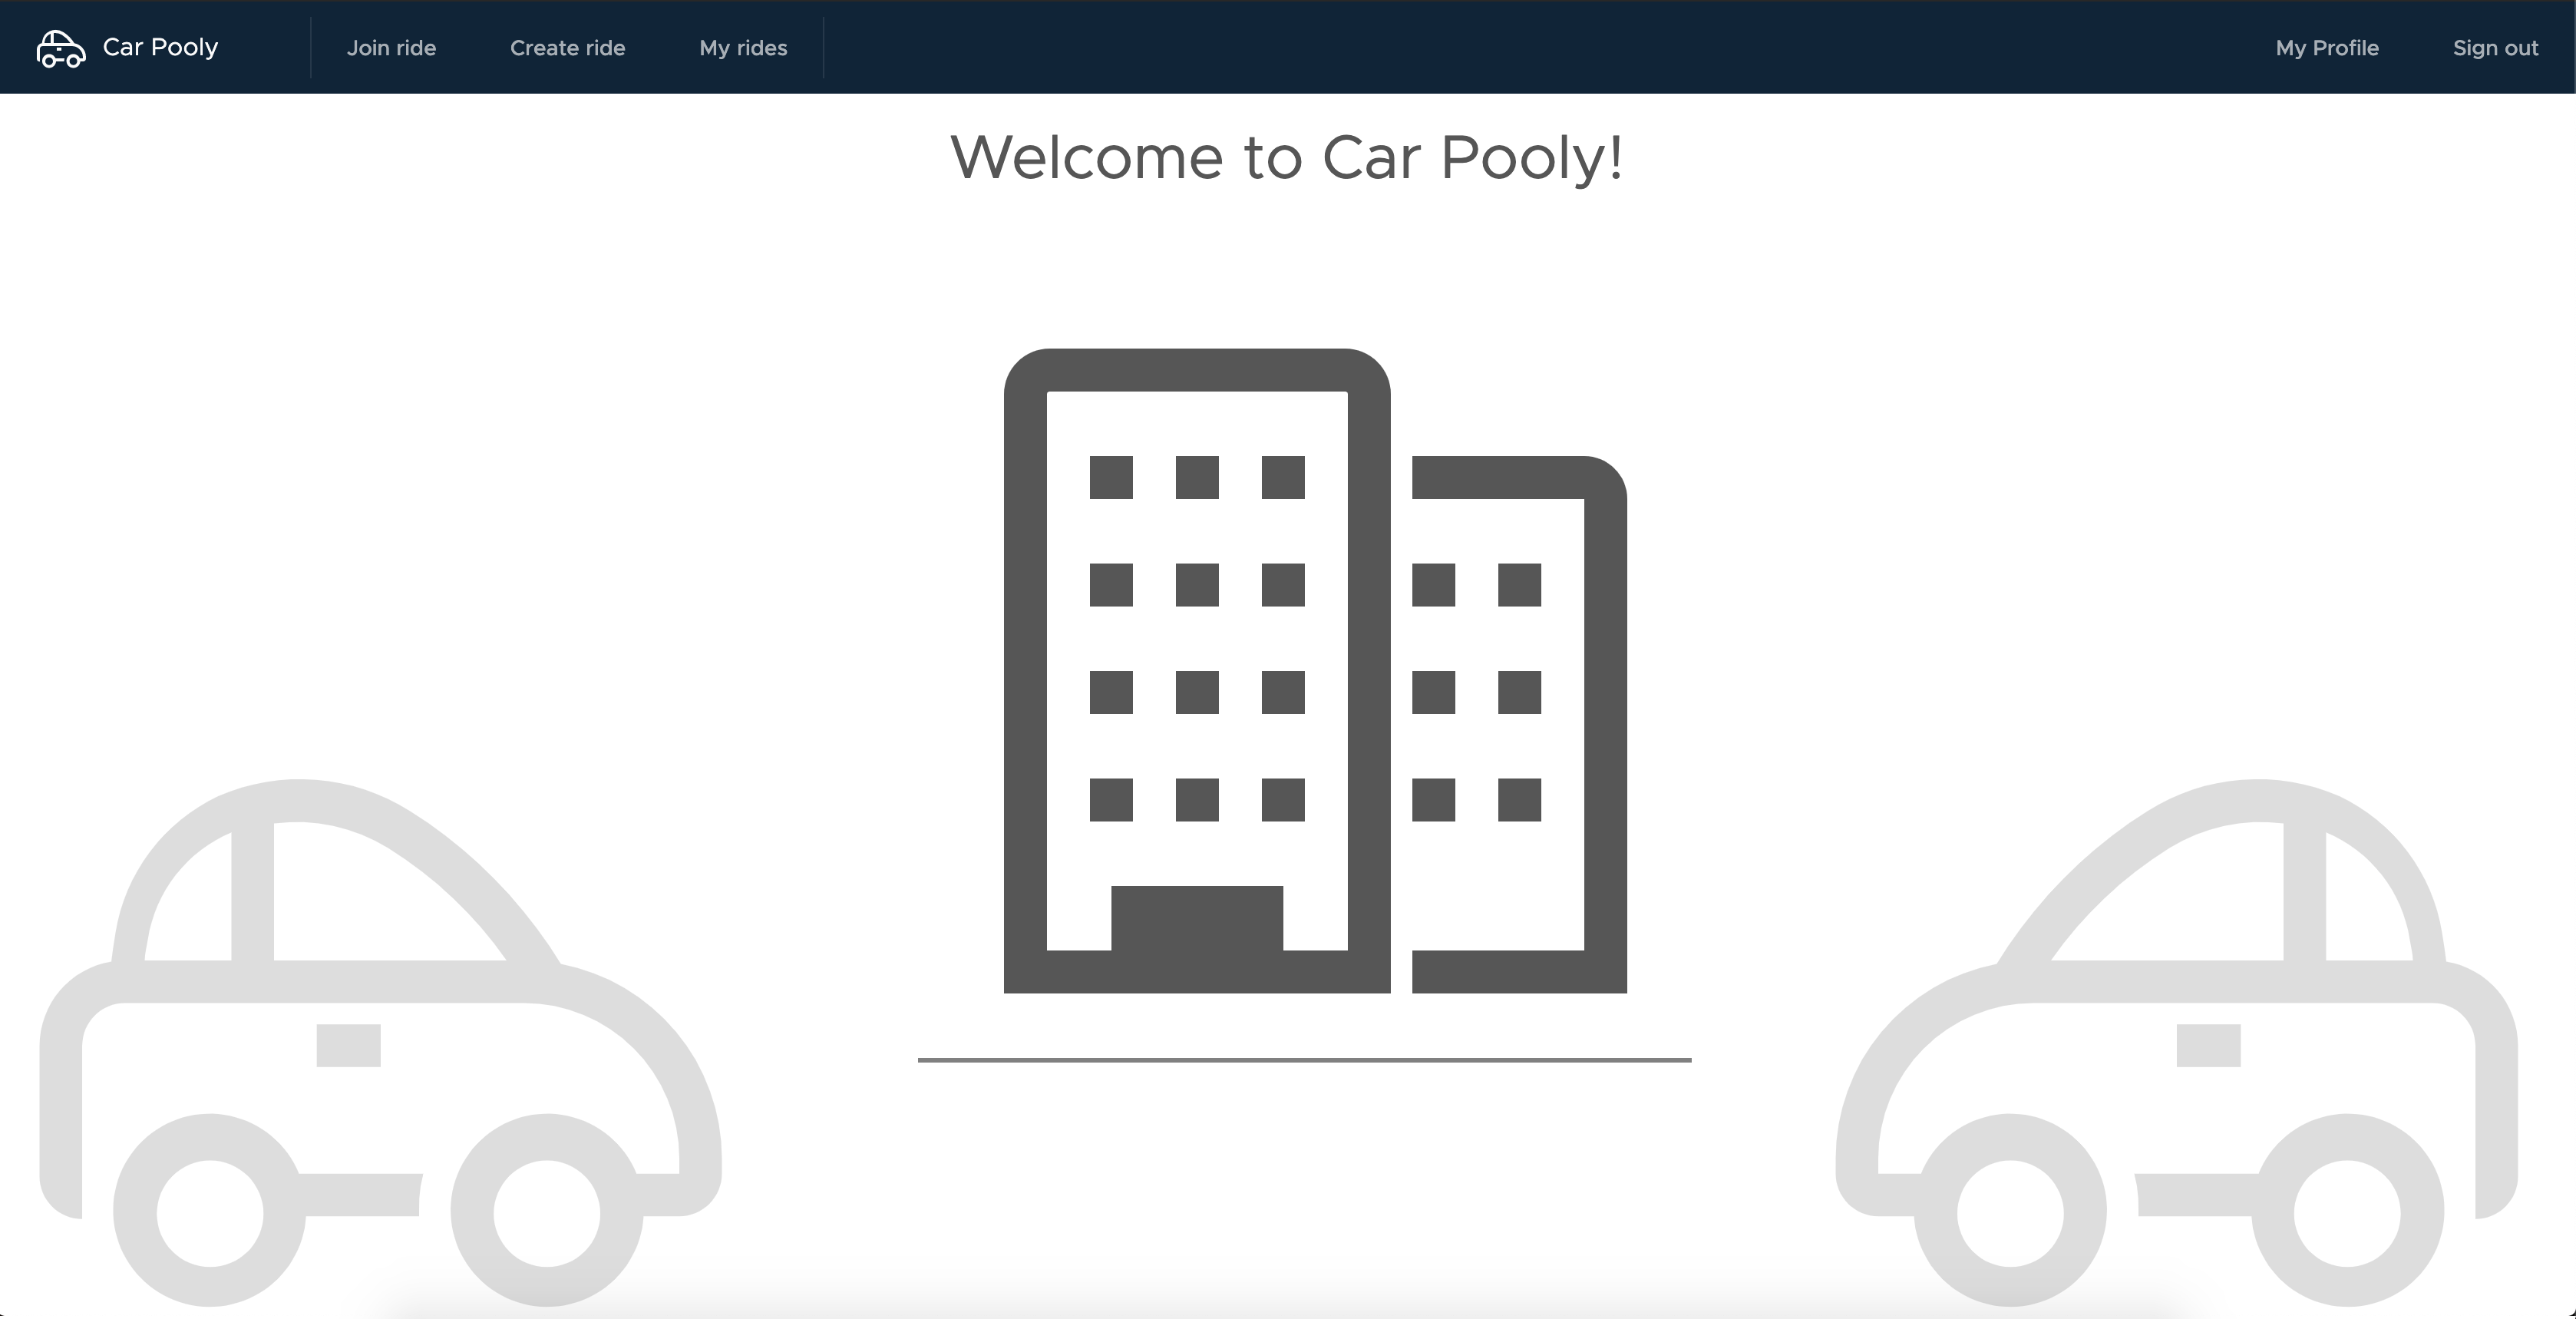 Car Pooly
Join ride
Create ride
My rides
My Profile
Sign out
Welcome to Car Pooly!